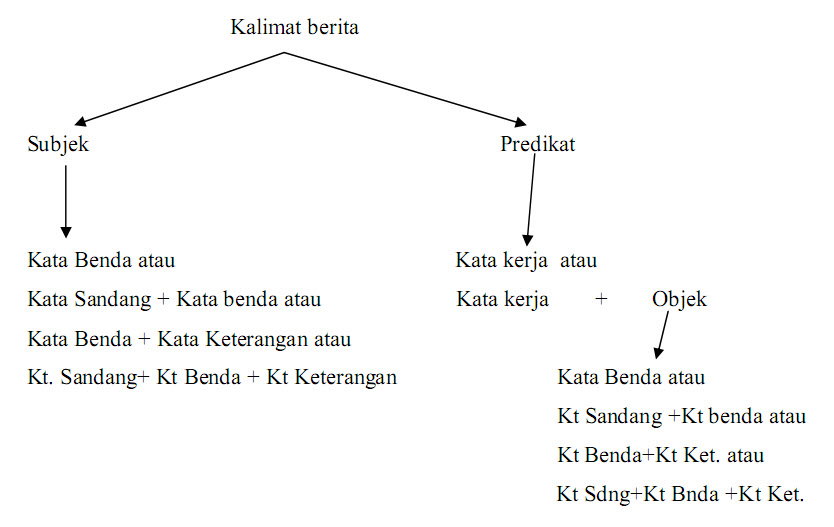 Kalimat berita
Subjek
Predikat
Kata Benda atau
Kata Sandang + Kata benda atau
Kata Benda + Kata Keterangan atau
Kt. Sandang+ Kt Benda + Kt Keterangan
Kata kerja atau
Kata kerja + Objek
Kata Benda atau
Kt Sandang +Kt benda atau
Kt Benda+Kt Ket. atau
Kt Sdng+Kt Bnda +Kt Ket.